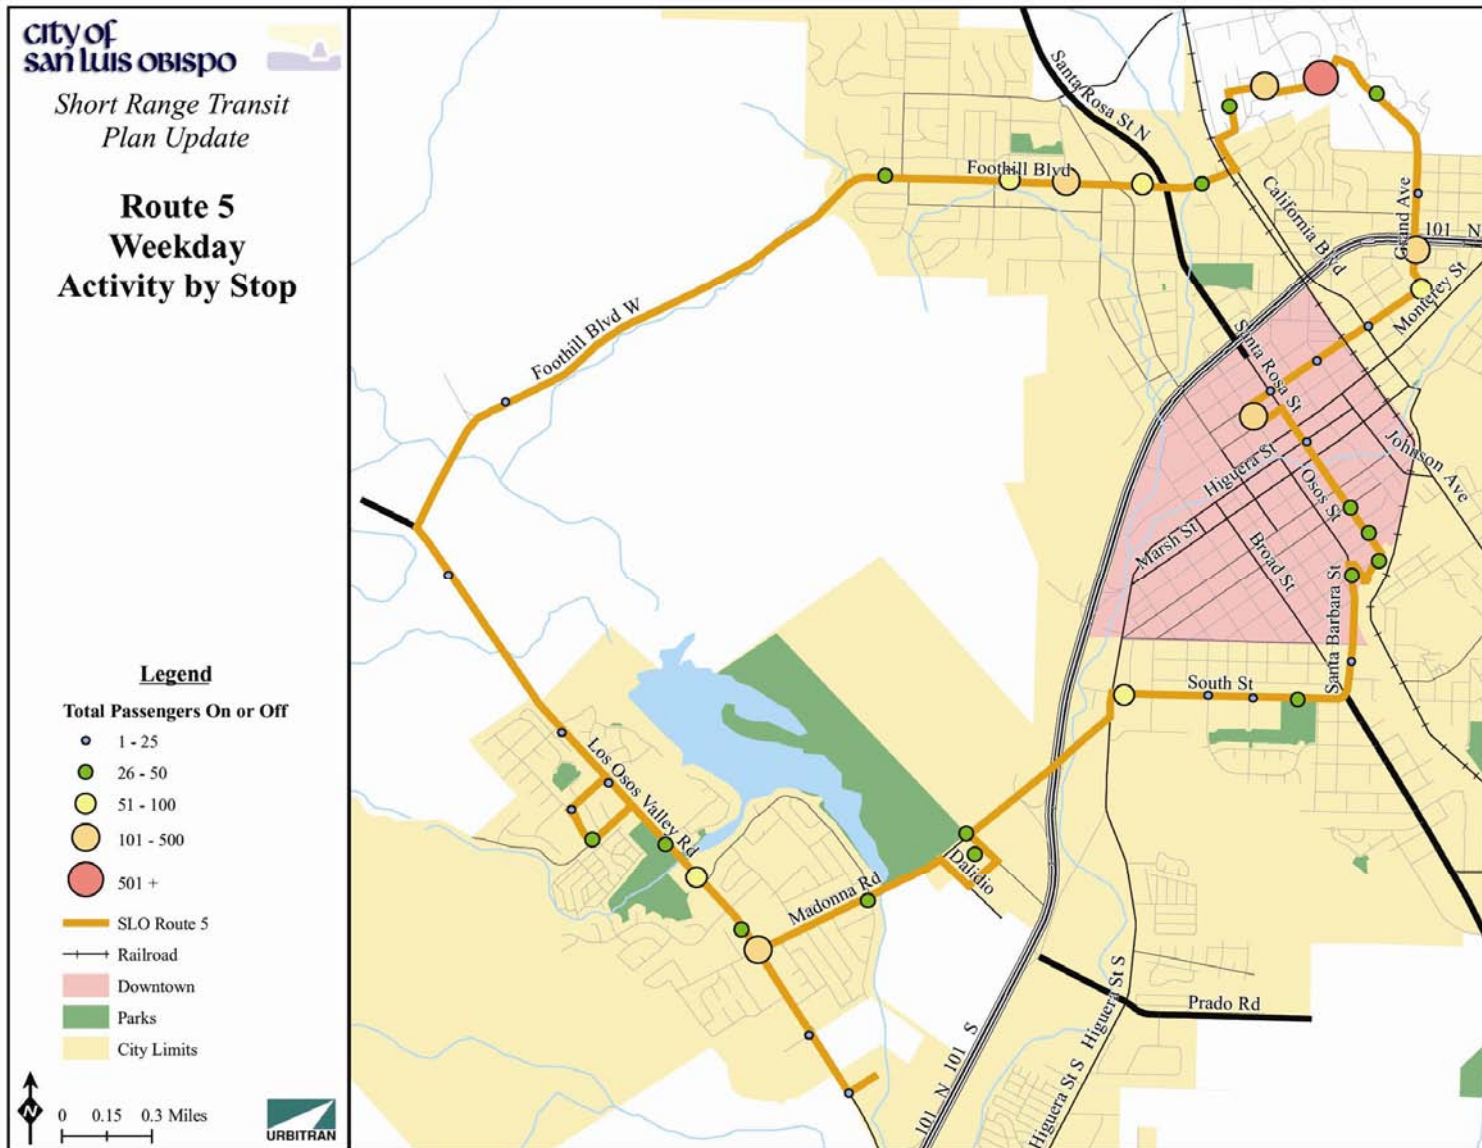 city of
san luis obispo
Short Range Transit
Plan Update
Route 5
Weekday
Activity by Stop
Legend
Total Passengers On or Off
1 - 25
26 - 50
51 - 100
101 - 500
501 +
SLO Route 5
Railroad
Downtown
Parks
City Limits
N
0 0.15 0.3 Miles
URBITRAN
Santa Rosa St N
Foothill Blvd
California Blvd
Grand Ave
101 N
Monterey St
Foothill Blvd W
Santa Rosa St
Johnson Ave
Higuera St
Osos St
Marsh St
Broad St
Santa Barbara St
South St
Los Osos Valley Rd
Dalidio
Madonna Rd
Prado Rd
Higuera St S
Higuera St S
101 S
101 N